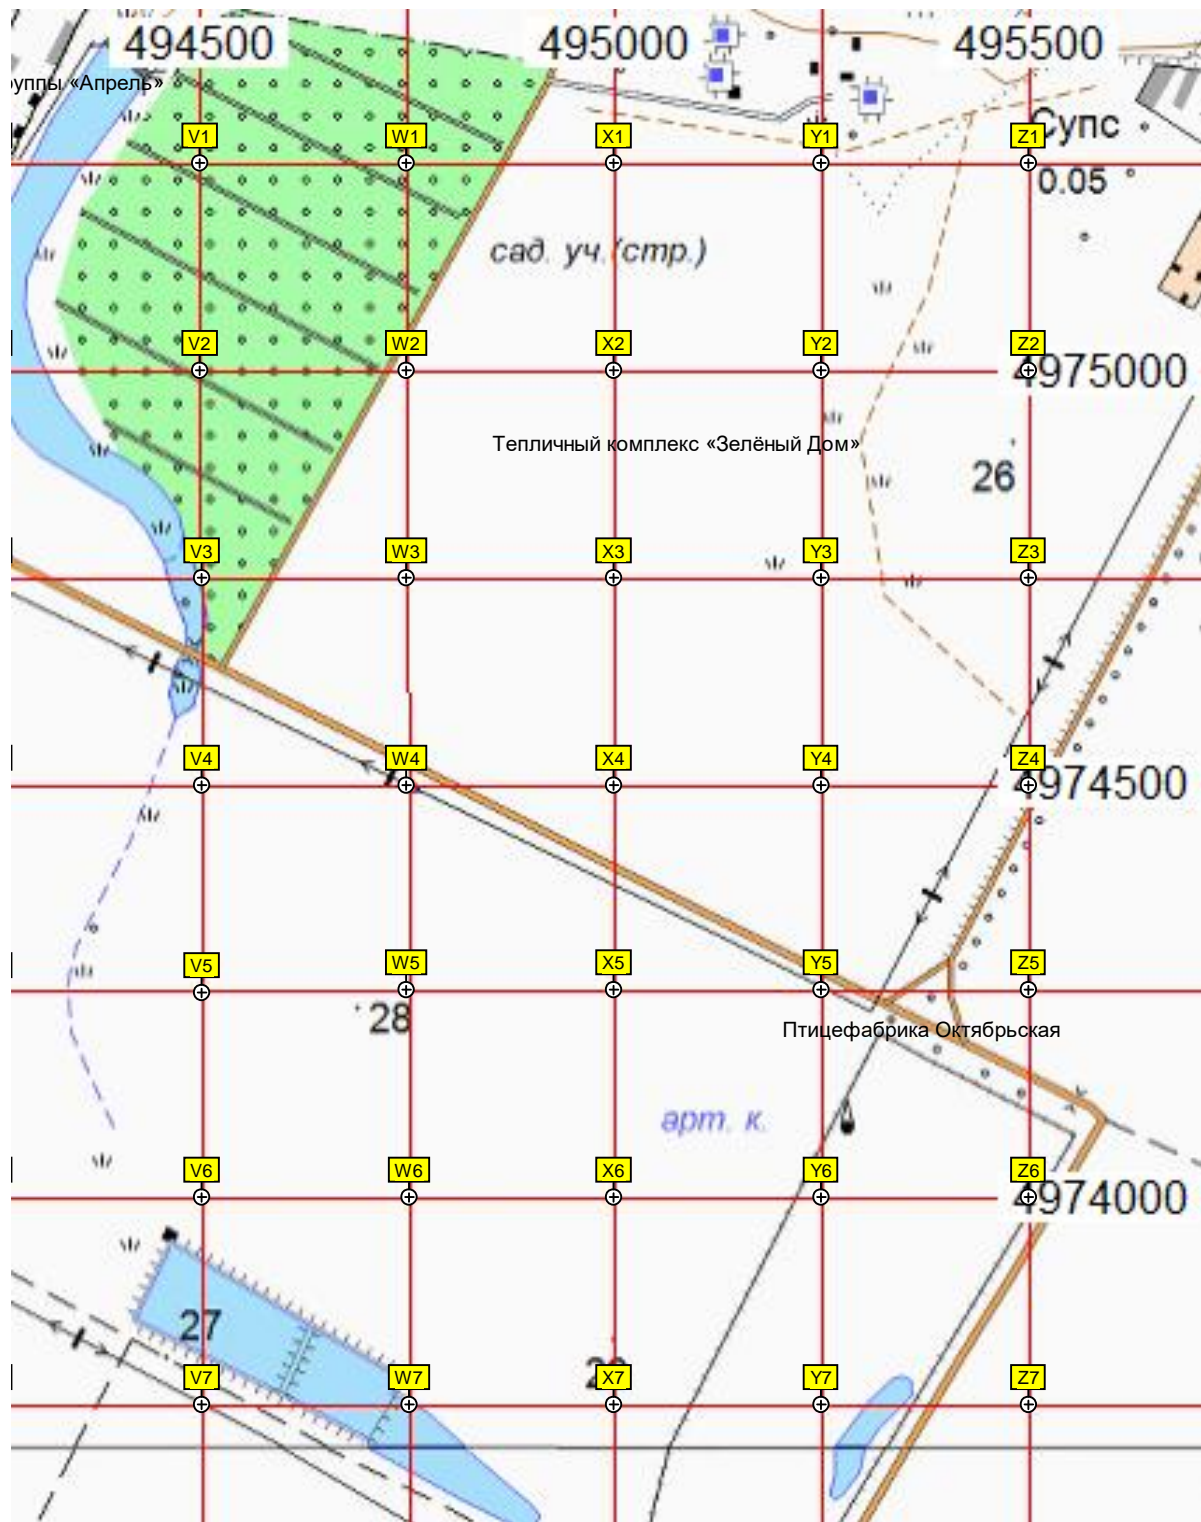 494500 495000 495500
уппы «Апрель»
V1 W1 X1 Y1 Z1
Супс
0.05
сад. уч.(стр.)
V2 W2 X2 Y2 Z2
4975000
Тепличный комплекс «Зелёный Дом»
26
V3 W3 X3 Y3 Z3
V4 W4 X4 Y4 Z4
4974500
V5 W5 X5 Y5 Z5
28
Птицефабрика Октябрьская
арт. к.
V6 W6 X6 Y6 Z6
4974000
27
V7 W7 X7 Y7 Z7